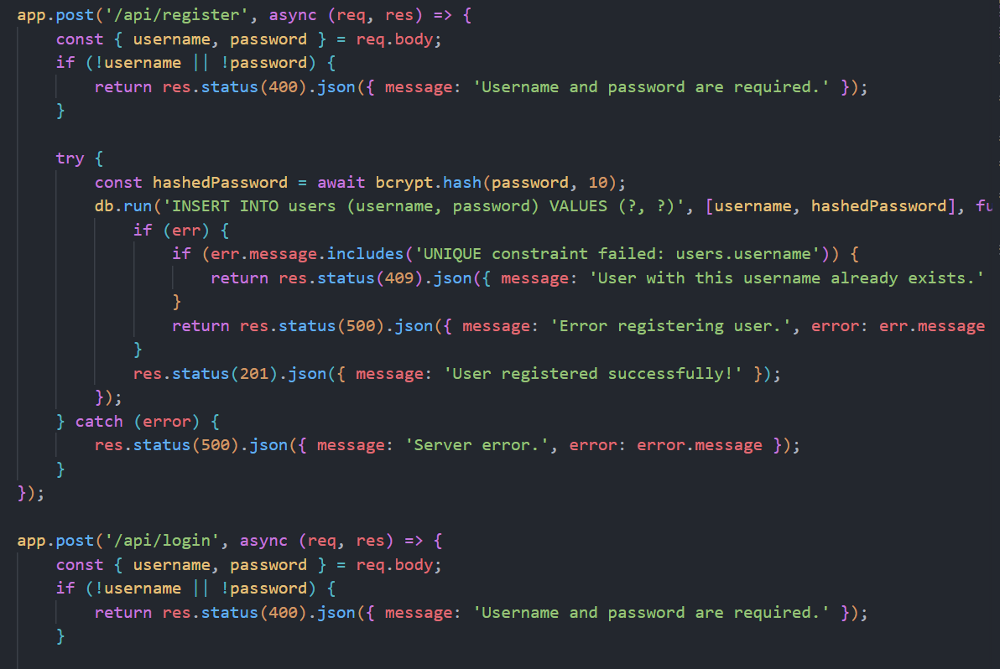 app.post('/api/register', async (req, res) => {
    const { username, password } = req.body;
    if (!username || !password) {
        return res.status(400).json({ message: 'Username and password are required.' });
    }

    try {
        const hashedPassword = await bcrypt.hash(password, 10);
        db.run('INSERT INTO users (username, password) VALUES (?, ?)', [username, hashedPassword], fu
            if (err) {
                if (err.message.includes('UNIQUE constraint failed: users.username')) {
                    return res.status(409).json({ message: 'User with this username already exists.'
                }
                return res.status(500).json({ message: 'Error registering user.', error: err.message
            }
            res.status(201).json({ message: 'User registered successfully!' });
        });
    } catch (error) {
        res.status(500).json({ message: 'Server error.', error: error.message });
    }
});

app.post('/api/login', async (req, res) => {
    const { username, password } = req.body;
    if (!username || !password) {
        return res.status(400).json({ message: 'Username and password are required.' });
    }